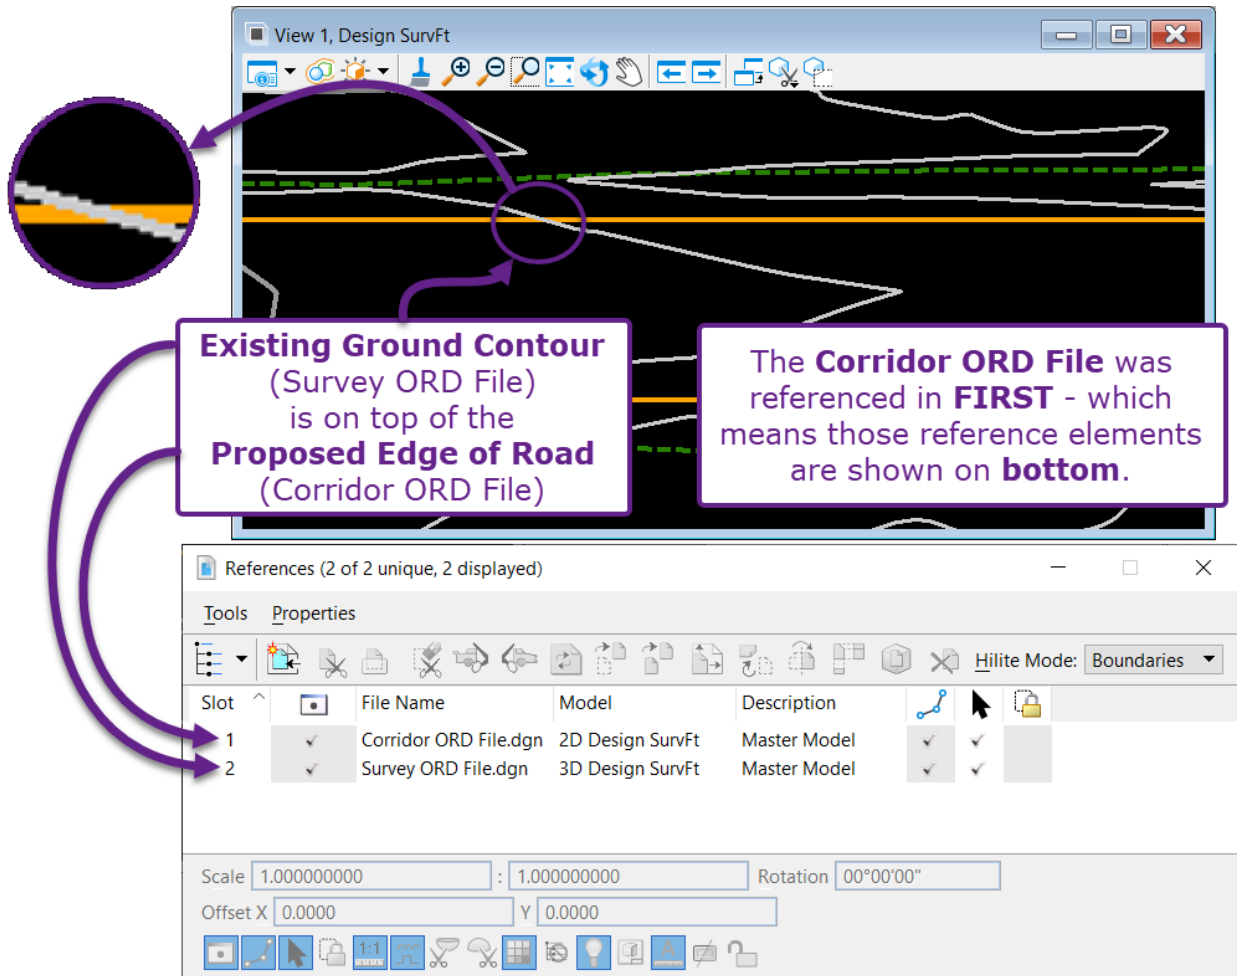 View 1, Design SurvFt
Existing Ground Contour
(Survey ORD File)
is on top of the
Proposed Edge of Road
(Corridor ORD File)
The Corridor ORD File was
referenced in FIRST - which
means those reference elements
are shown on bottom.
References (2 of 2 unique, 2 displayed)
Tools Properties
Hilite Mode: Boundaries
Slot File Name Model Description
1 Corridor ORD File.dgn 2D Design SurvFt Master Model
2 Survey ORD File.dgn 3D Design SurvFt Master Model
Scale 1.000000000 : 1.000000000 Rotation 00°00'00"
Offset X 0.0000 Y 0.0000
1:1